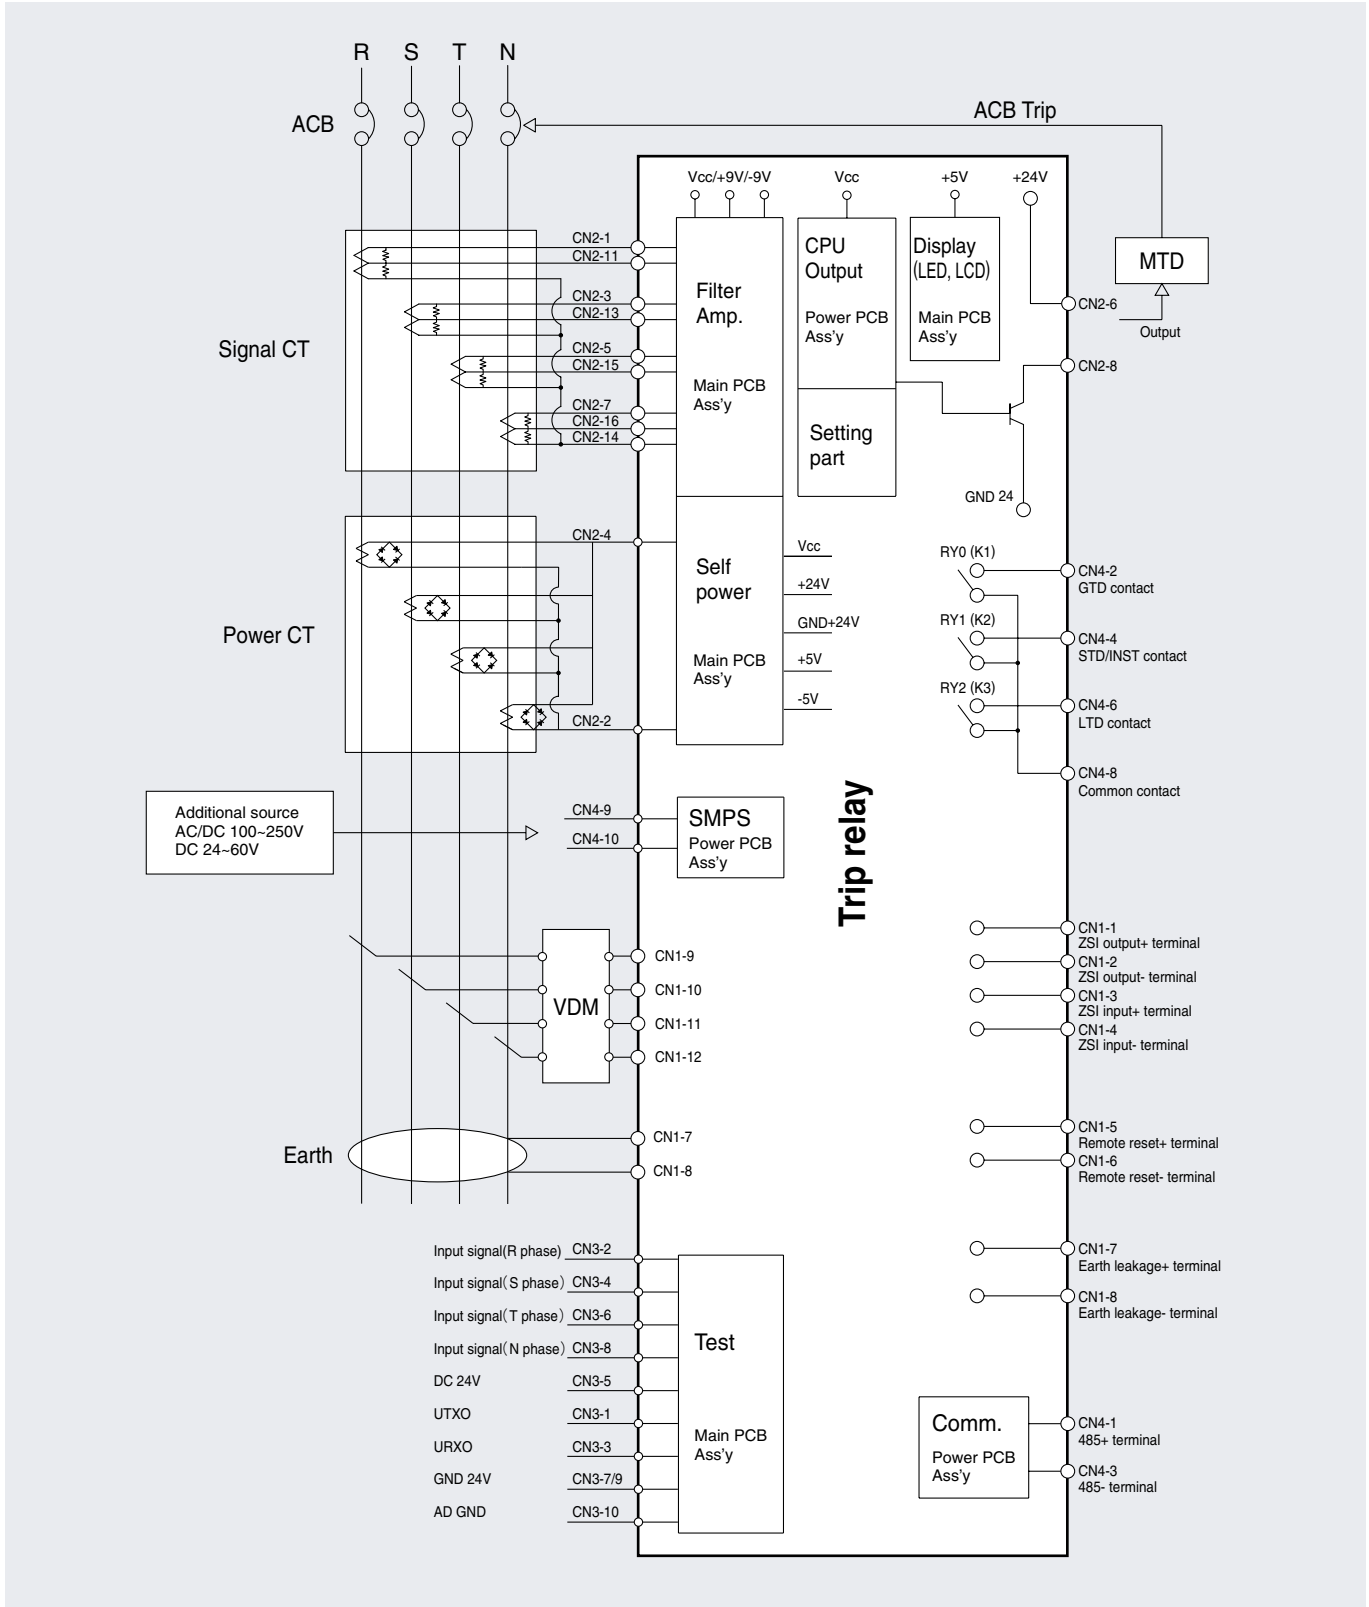 R S T N
ACB
ACB Trip
Vcc/+9V/-9V
Vcc
+5V
+24V
CN2-1
CN2-11
CN2-3
CN2-13
CN2-5
CN2-15
CN2-7
CN2-16
CN2-14
Signal CT
Filter
Amp.
Main PCB
Ass'y
CPU
Output
Power PCB
Ass'y
Setting
part
Display
(LED, LCD)
Main PCB
Ass'y
MTD
Output
CN2-6
CN2-8
GND 24
Power CT
CN2-4
CN2-2
Self
power
Main PCB
Ass'y
Vcc
+24V
GND+24V
+5V
-5V
RY0 (K1)
CN4-2
GTD contact
RY1 (K2)
CN4-4
STD/INST contact
RY2 (K3)
CN4-6
LTD contact
CN4-8
Common contact
Additional source
AC/DC 100~250V
DC 24~60V
CN4-9
CN4-10
SMPS
Power PCB
Ass'y
Trip relay
VDM
CN1-9
CN1-10
CN1-11
CN1-12
CN1-1
ZSI output+ terminal
CN1-2
ZSI output- terminal
CN1-3
ZSI input+ terminal
CN1-4
ZSI input- terminal
Earth
CN1-7
CN1-8
CN1-5
Remote reset+ terminal
CN1-6
Remote reset- terminal
CN1-7
Earth leakage+ terminal
CN1-8
Earth leakage- terminal
Input signal(R phase) CN3-2
Input signal(S phase) CN3-4
Input signal(T phase) CN3-6
Input signal(N phase) CN3-8
DC 24V CN3-5
UTXO CN3-1
URXO CN3-3
GND 24V CN3-7/9
AD GND CN3-10
Test
Main PCB
Ass'y
Comm.
Power PCB
Ass'y
CN4-1
485+ terminal
CN4-3
485- terminal